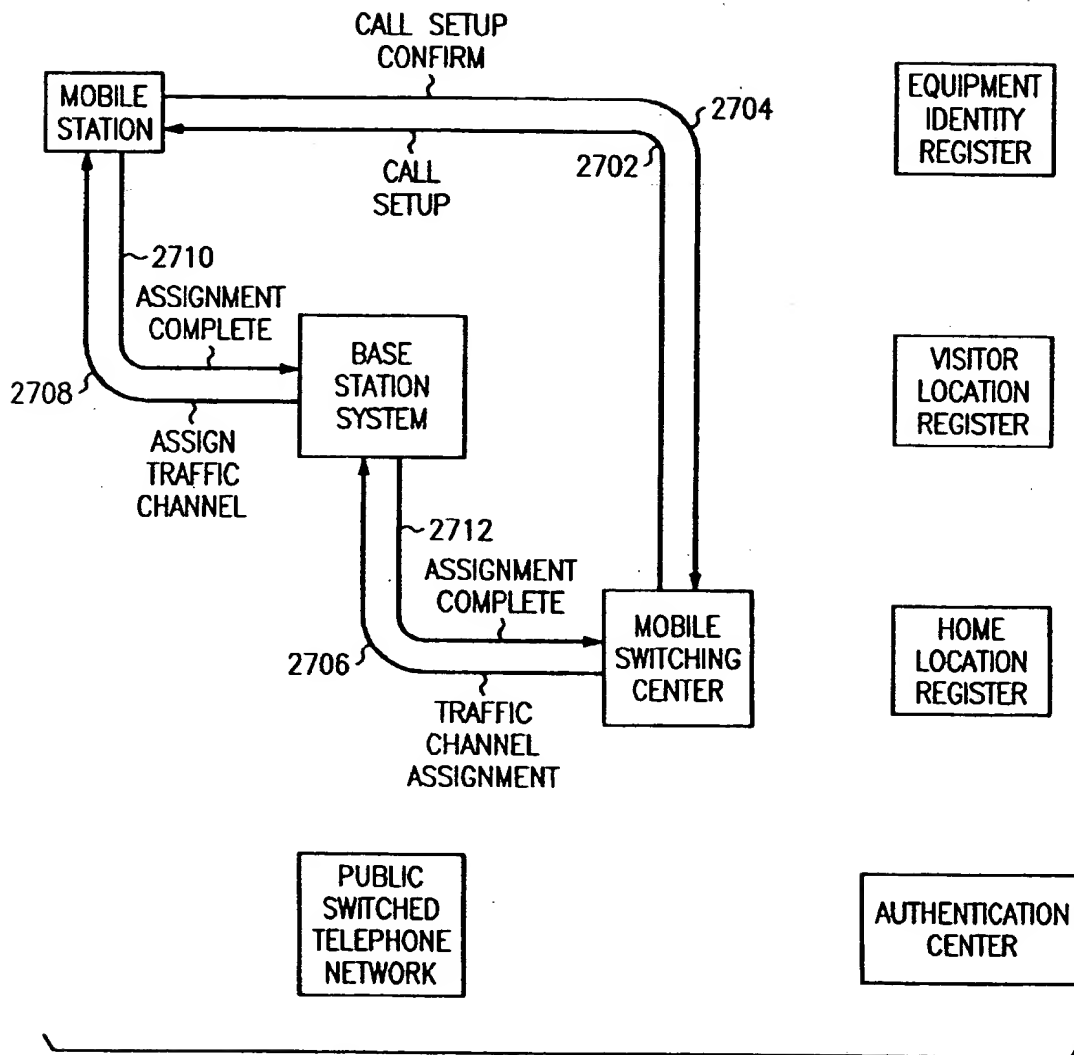 CALL SETUP
CONFIRM
MOBILE
STATION
2704
EQUIPMENT
IDENTITY
REGISTER
2702
CALL
SETUP
2710
ASSIGNMENT
COMPLETE
BASE
STATION
SYSTEM
VISITOR
LOCATION
REGISTER
2708
ASSIGN
TRAFFIC
CHANNEL
2712
ASSIGNMENT
COMPLETE
MOBILE
SWITCHING
CENTER
HOME
LOCATION
REGISTER
2706
TRAFFIC
CHANNEL
ASSIGNMENT
PUBLIC
SWITCHED
TELEPHONE
NETWORK
AUTHENTICATION
CENTER